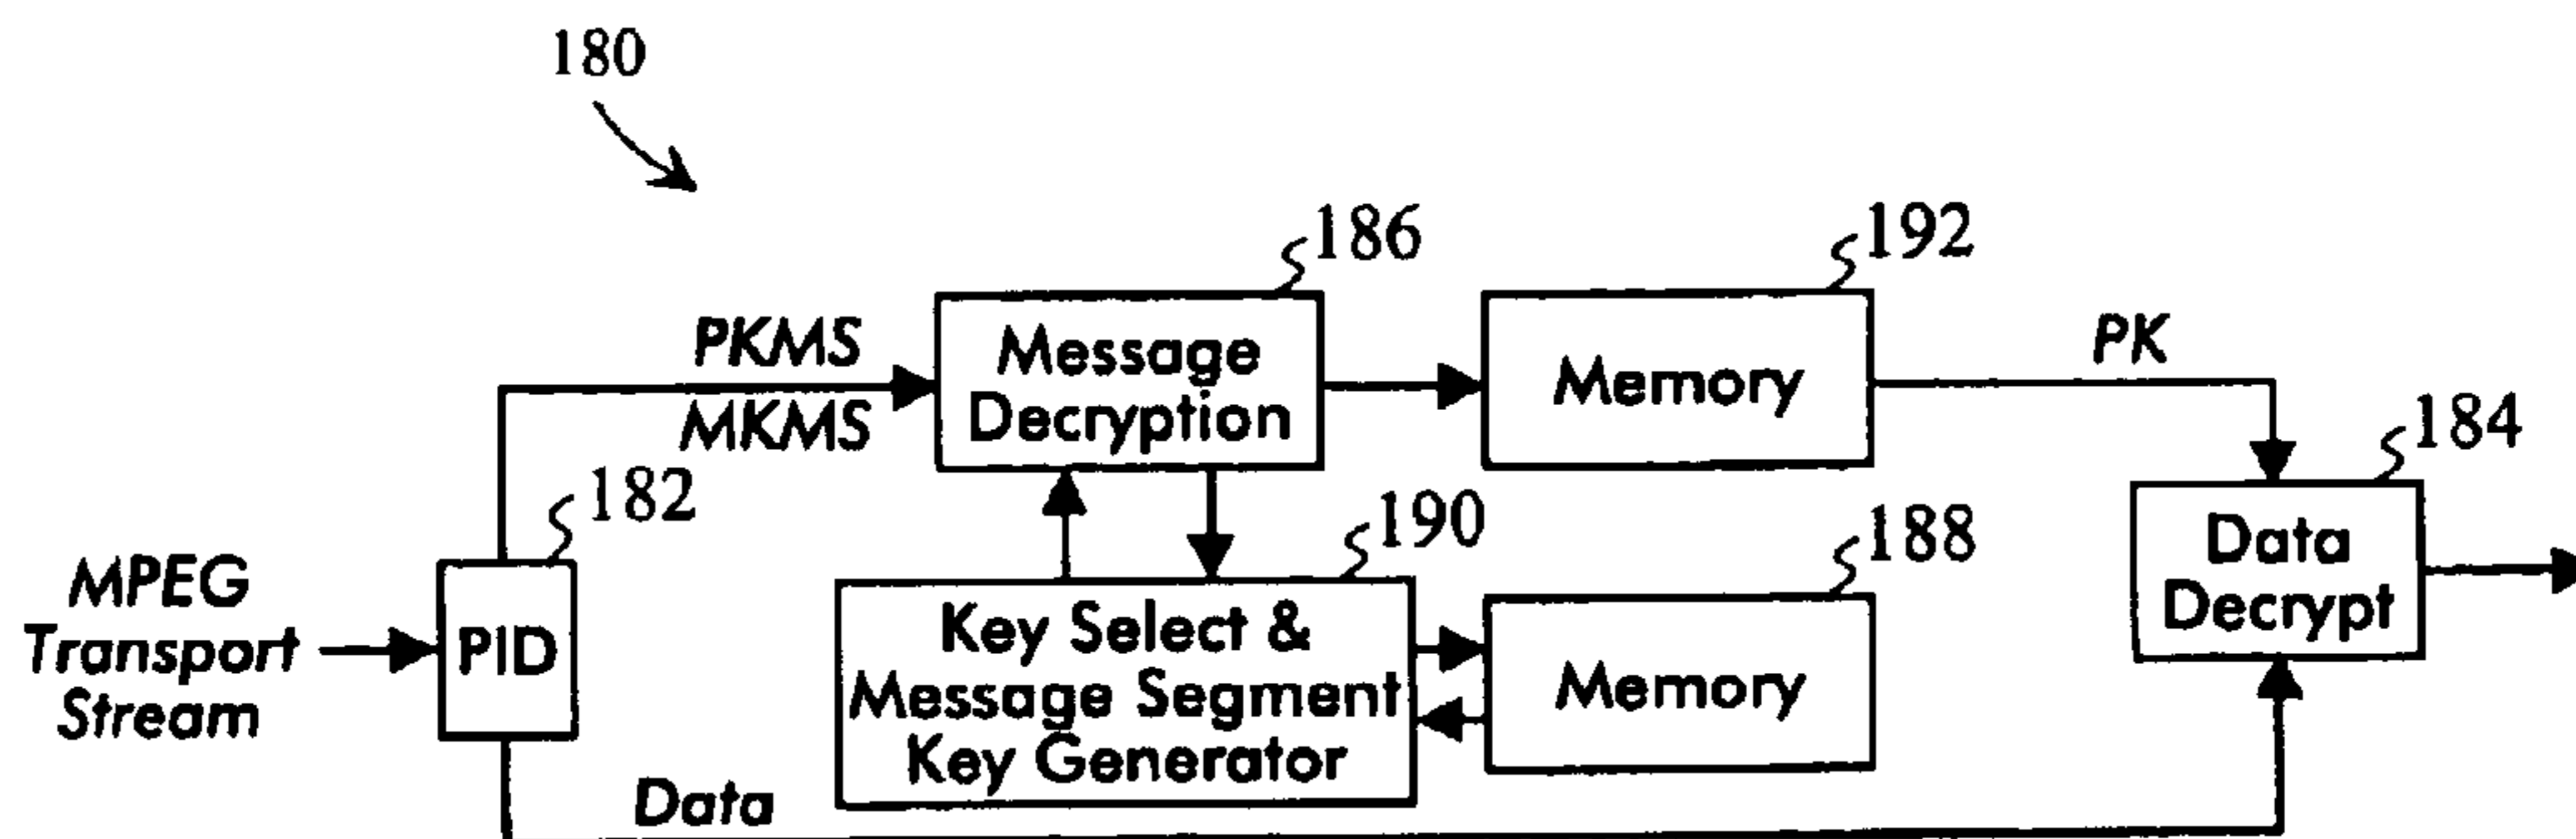 180
186
192
PKMS
MKMS
Message
Decryption
Memory
PK
184
182
190
188
MPEG
Transport
Stream
PID
Key Select &
Message Segment
Key Generator
Memory
Data
Decrypt
Data